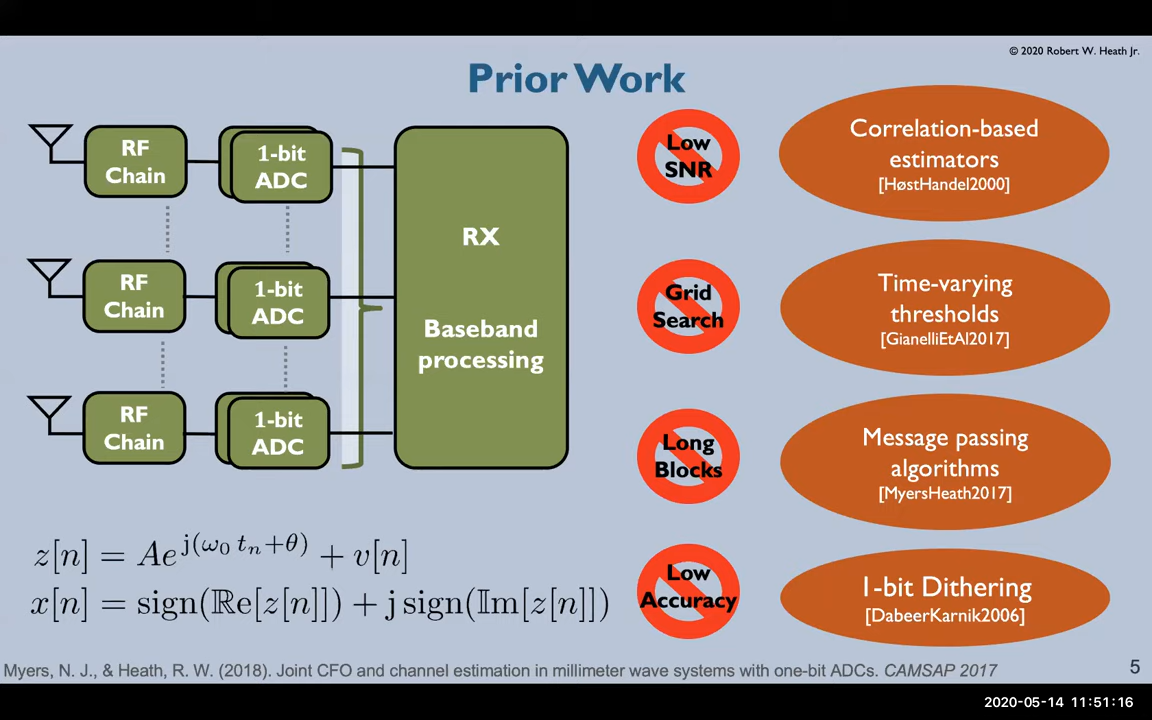 © 2020 Robert W. Heath Jr.
Prior Work
RF
Chain
1-bit
ADC
RF
Chain
1-bit
ADC
RF
Chain
1-bit
ADC
RX
Baseband
processing
Low
SNR
Correlation-based
estimators
[HøstHandel2000]
Grid
Search
Time-varying
thresholds
[GianelliEtAl2017]
Long
Blocks
Message passing
algorithms
[MyersHeath2017]
Low
Accuracy
1-bit Dithering
[DabeerKarnik2006]
z[n] = Ae^{j(ω₀ tₙ+θ)} + v[n]
x[n] = sign(ℝe[z[n]]) + j sign(𝕀m[z[n]])
Myers, N. J., & Heath, R. W. (2018). Joint CFO and channel estimation in millimeter wave systems with one-bit ADCs. CAMSAP 2017
5
2020-05-14 11:51:16